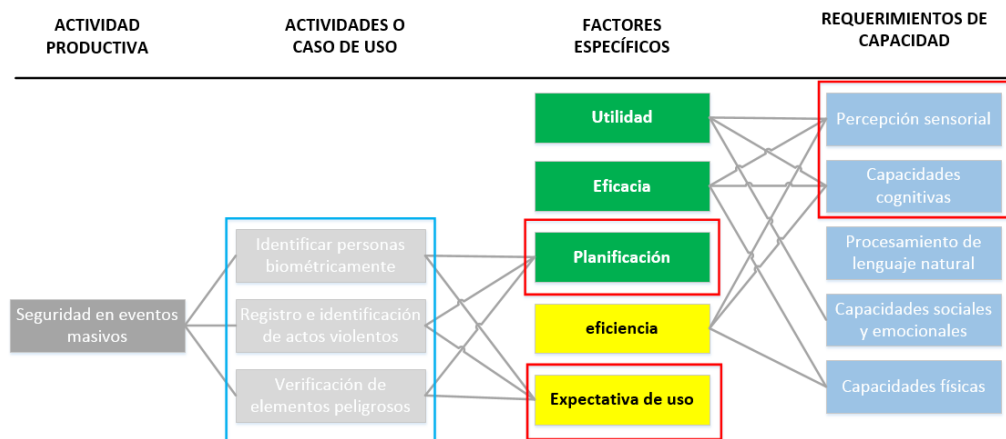 ACTIVIDAD
PRODUCTIVA
ACTIVIDADES O
CASO DE USO
FACTORES
ESPECÍFICOS
REQUERIMIENTOS DE
CAPACIDAD
Seguridad en eventos
masivos
Identificar personas
biométricamente
Registro e identificación
de actos violentos
Verificación de
elementos peligrosos
Utilidad
Eficacia
Planificación
eficiencia
Expectativa de uso
Percepción sensorial
Capacidades
cognitivas
Procesamiento de
lenguaje natural
Capacidades sociales
y emocionales
Capacidades físicas